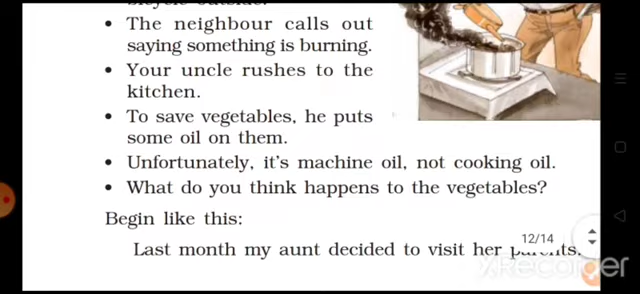 • The neighbour calls out
saying something is burning.
• Your uncle rushes to the
kitchen.
• To save vegetables, he puts
some oil on them.
• Unfortunately, it's machine oil, not cooking oil.
• What do you think happens to the vegetables?
Begin like this:
12/14
Last month my aunt decided to visit her parents.
XRecorder